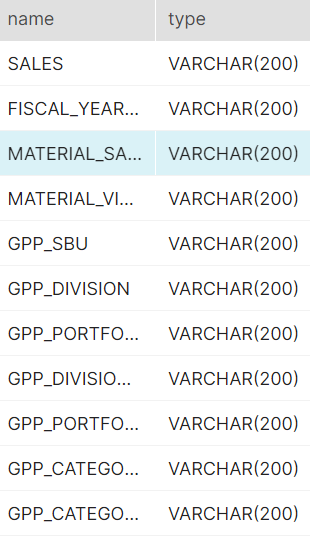 name type
SALES VARCHAR(200)
FISCAL_YEAR... VARCHAR(200)
MATERIAL_SA... VARCHAR(200)
MATERIAL_VI... VARCHAR(200)
GPP_SBU VARCHAR(200)
GPP_DIVISION VARCHAR(200)
GPP_PORTFO... VARCHAR(200)
GPP_DIVISIO... VARCHAR(200)
GPP_PORTFO... VARCHAR(200)
GPP_CATEGO... VARCHAR(200)
GPP_CATEGO... VARCHAR(200)